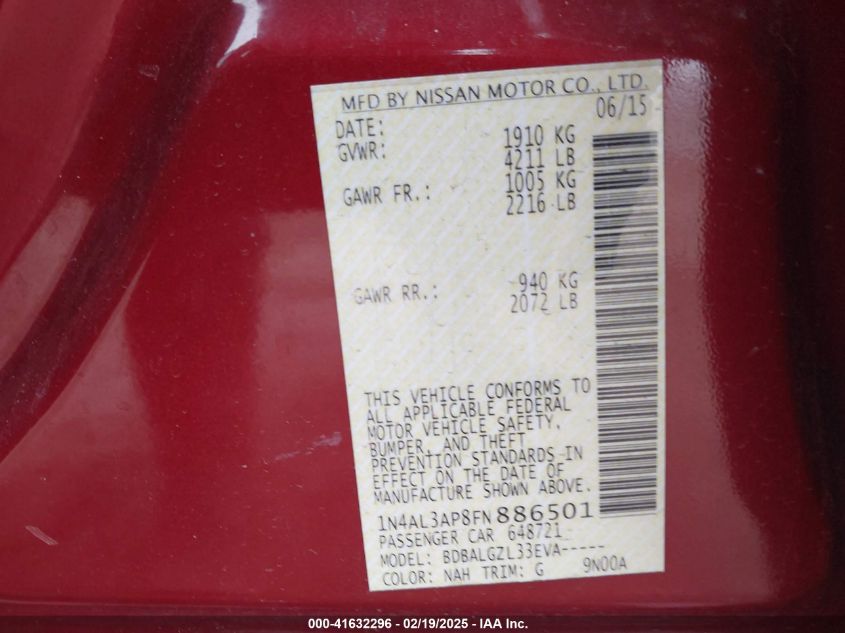 MFD BY NISSAN MOTOR CO., LTD.
DATE: 06/15
GVWR: 1910 KG
4211 LB
GAWR FR.: 1005 KG
2216 LB
GAWR RR.: 940 KG
2072 LB
THIS VEHICLE CONFORMS TO
ALL APPLICABLE FEDERAL
MOTOR VEHICLE SAFETY,
BUMPER, AND THEFT
PREVENTION STANDARDS IN
EFFECT ON THE DATE OF
MANUFACTURE SHOWN ABOVE.
1N4AL3AP8FN886501
PASSENGER CAR 648721
MODEL: BDBALGZL33EVA-----
COLOR: NAH TRIM: G 9N00A
000-41632296 - 02/19/2025 - IAA Inc.